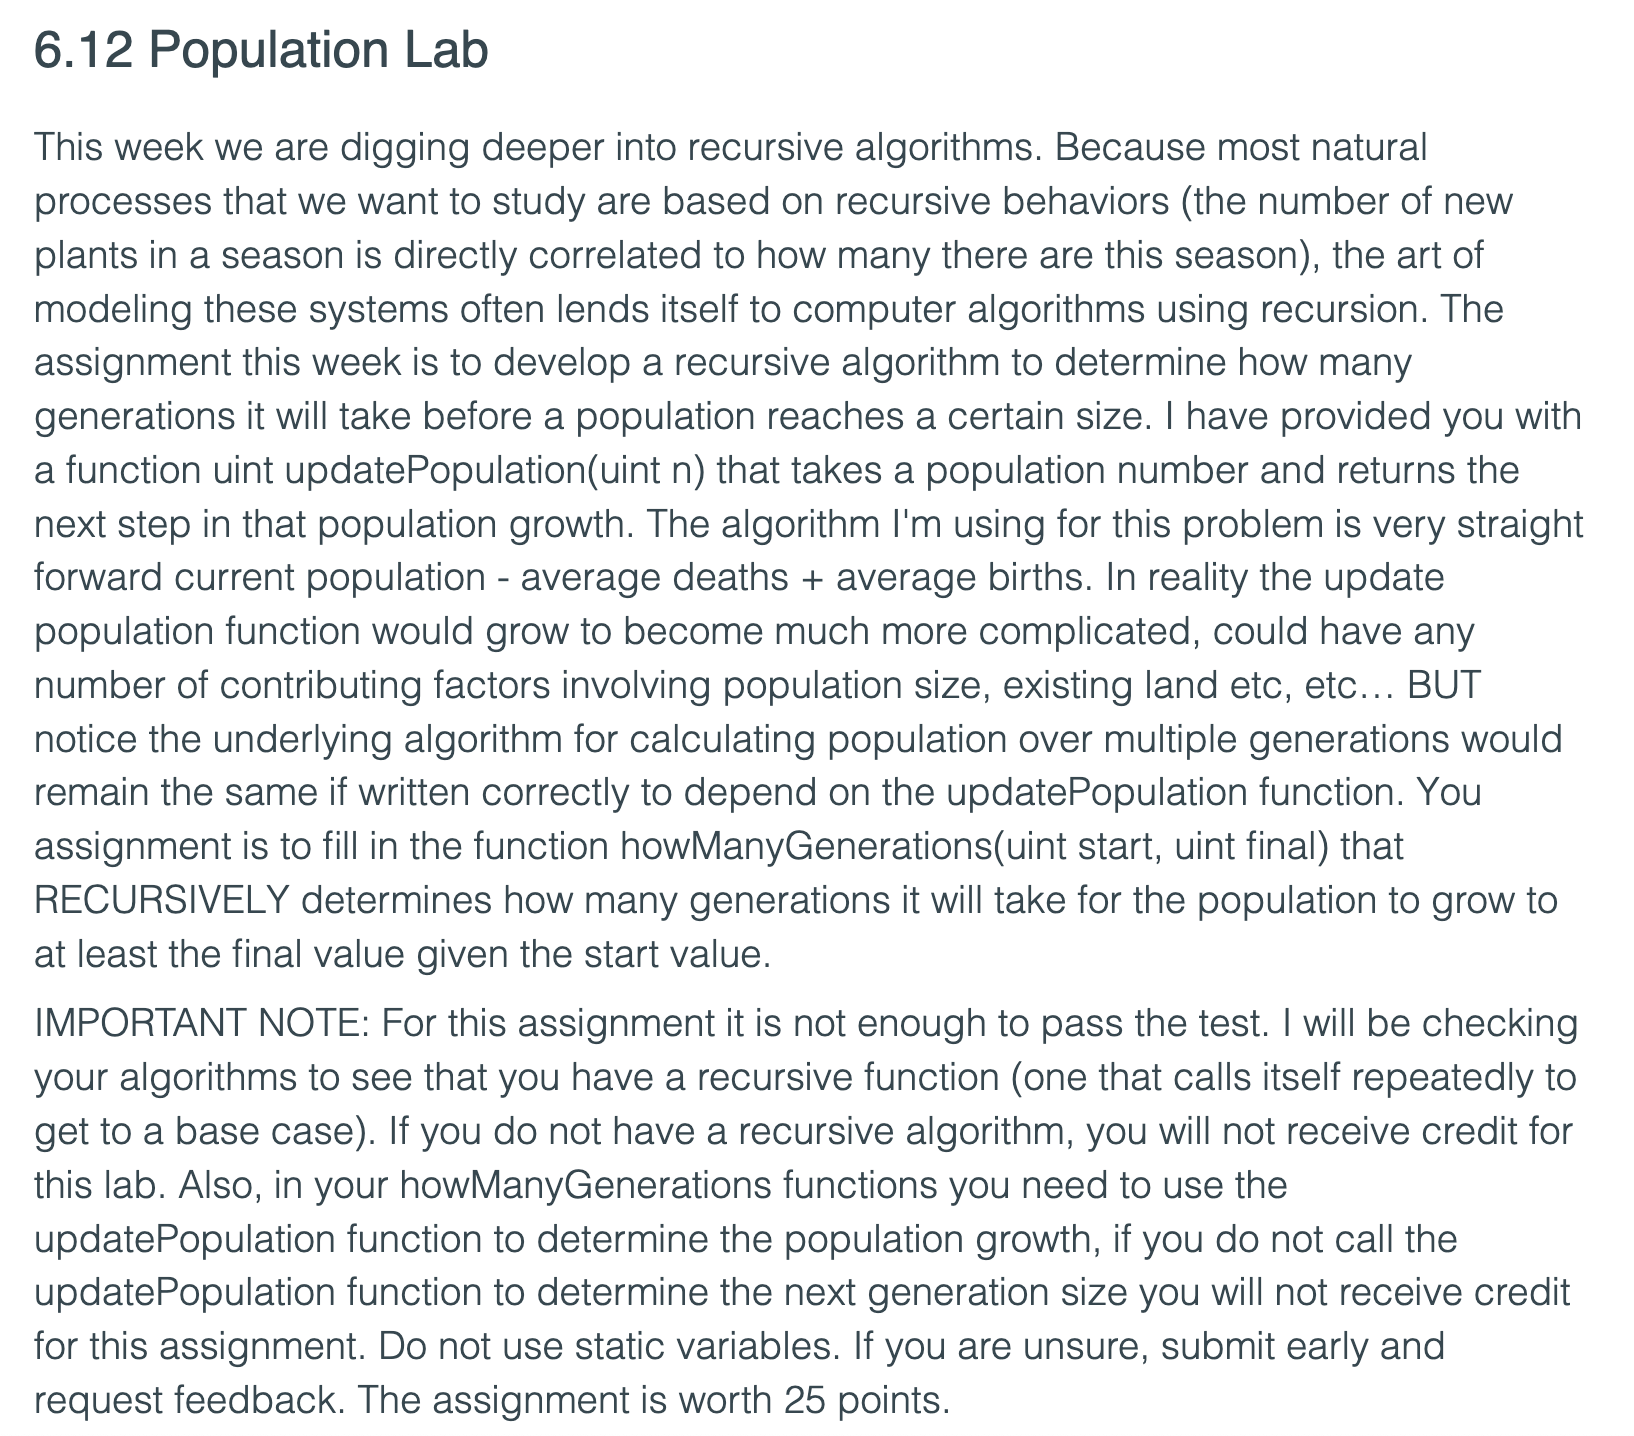 6.12 Population Lab
This week we are digging deeper into recursive algorithms. Because most natural
processes that we want to study are based on recursive behaviors (the number of new
plants in a season is directly correlated to how many there are this season), the art of
modeling these systems often lends itself to computer algorithms using recursion. The
assignment this week is to develop a recursive algorithm to determine how many
generations it will take before a population reaches a certain size. I have provided you with
a function uint updatePopulation(uint n) that takes a population number and returns the
next step in that population growth. The algorithm I'm using for this problem is very straight
forward current population - average deaths + average births. In reality the update
population function would grow to become much more complicated, could have any
number of contributing factors involving population size, existing land etc, etc… BUT
notice the underlying algorithm for calculating population over multiple generations would
remain the same if written correctly to depend on the updatePopulation function. You
assignment is to fill in the function howManyGenerations(uint start, uint final) that
RECURSIVELY determines how many generations it will take for the population to grow to
at least the final value given the start value.
IMPORTANT NOTE: For this assignment it is not enough to pass the test. I will be checking
your algorithms to see that you have a recursive function (one that calls itself repeatedly to
get to a base case). If you do not have a recursive algorithm, you will not receive credit for
this lab. Also, in your howManyGenerations functions you need to use the
updatePopulation function to determine the population growth, if you do not call the
updatePopulation function to determine the next generation size you will not receive credit
for this assignment. Do not use static variables. If you are unsure, submit early and
request feedback. The assignment is worth 25 points.